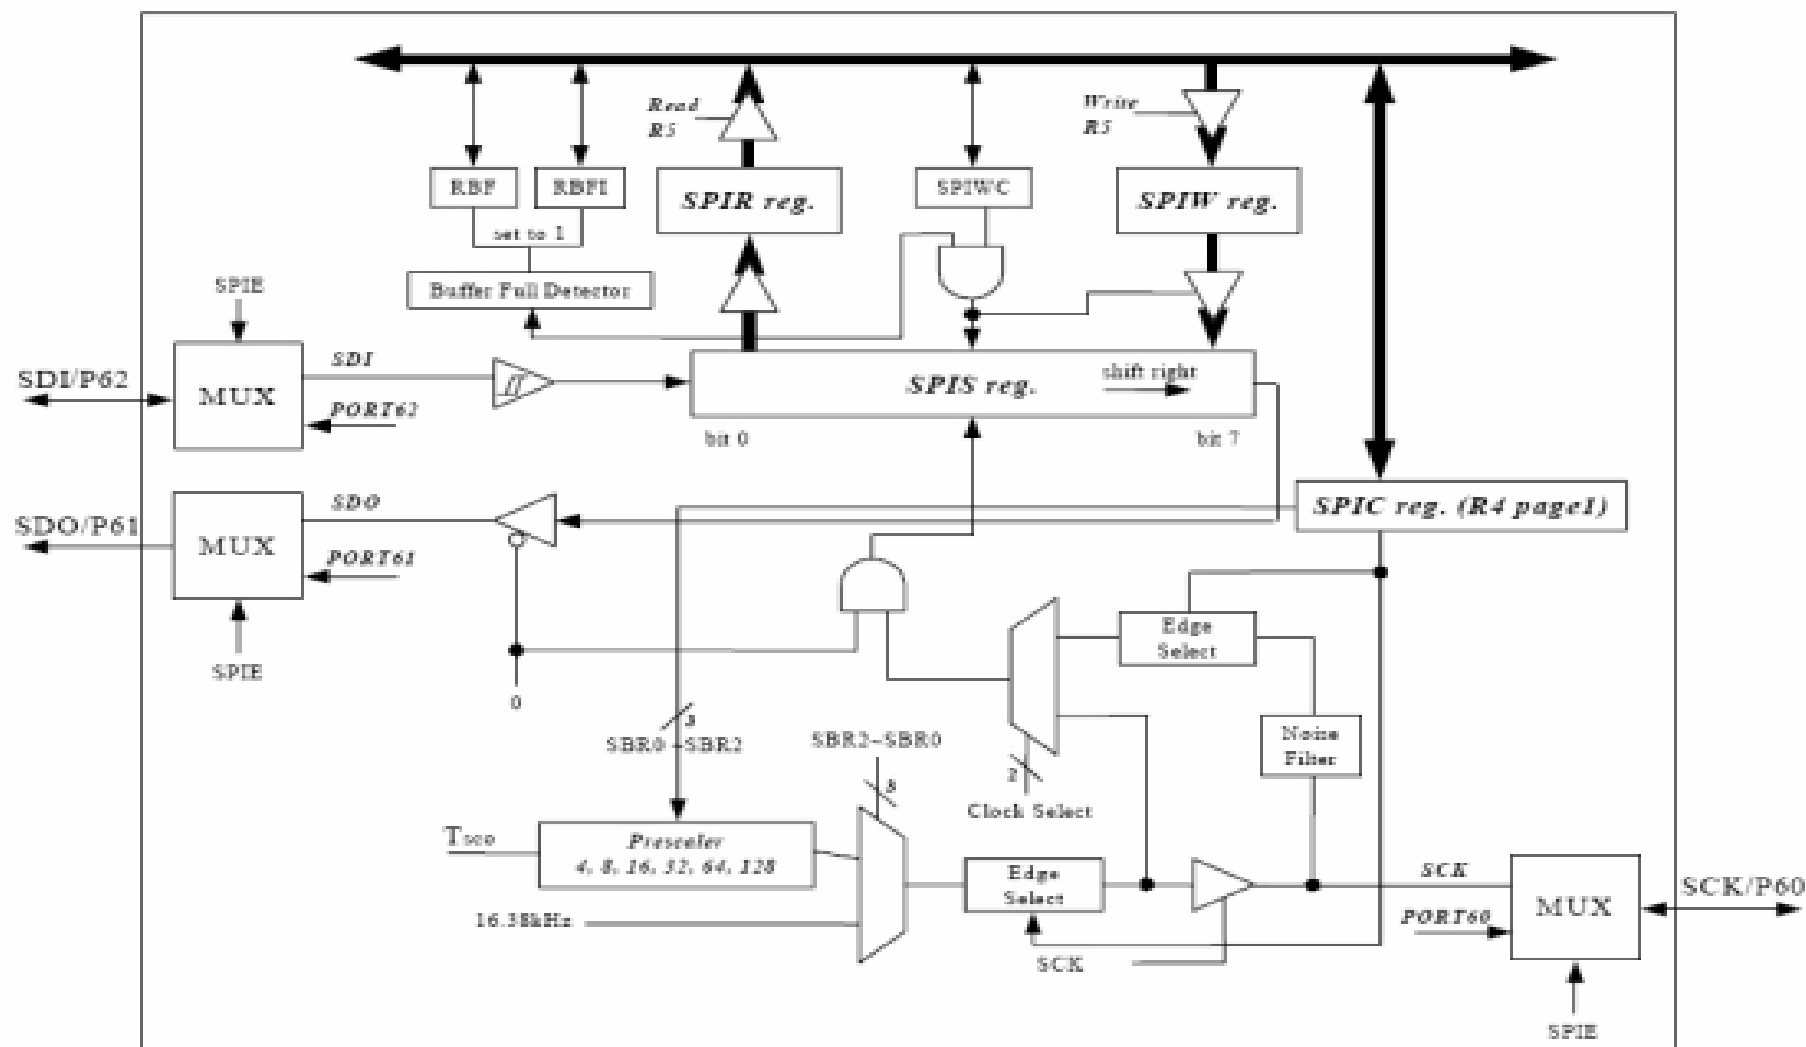 Read
R5
Write
R5
RBF
RBFI
SPIR reg.
SPIWC
SPIW reg.
set to 1
SPIE
Buffer Full Detector
SDI/P62
MUX
SDI
PORT62
SPIS reg.
shift right
bit 0
bit 7
SDO/P61
MUX
SDO
PORT61
SPIC reg. (R4 page1)
SPIE
0
Edge
Select
3
SBR0 ~SBR2
SBR2~SBR0
3
2
Clock Select
Noise
Filter
Tsco
Prescaler
4, 8, 16, 32, 64, 128
Edge
Select
16.38kHz
SCK
SCK
PORT60
MUX
SCK/P60
SPIE